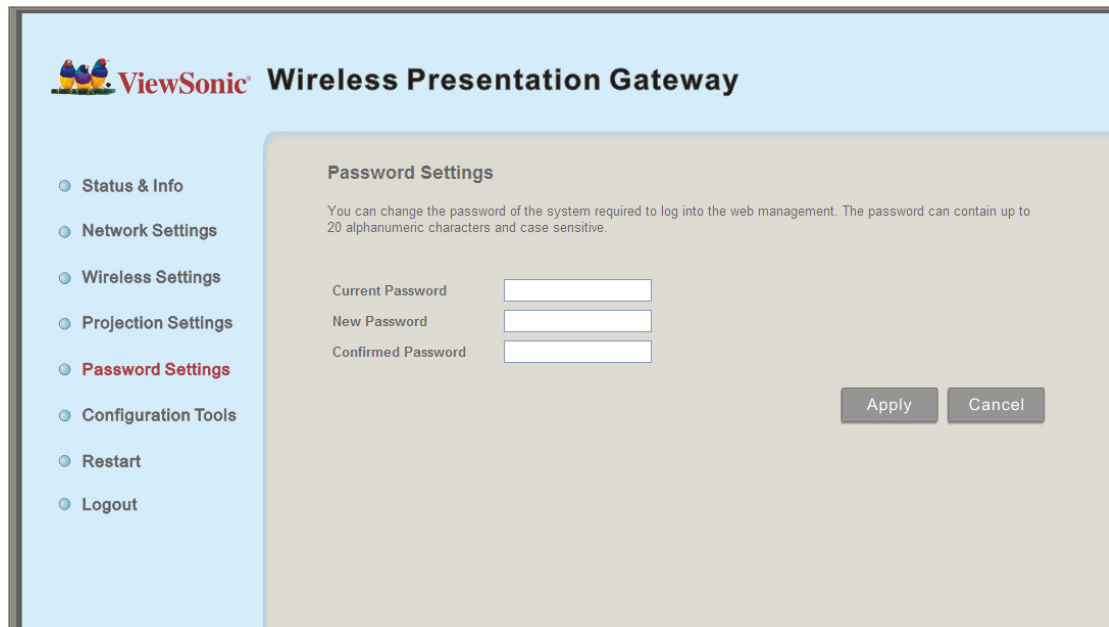 ViewSonic® Wireless Presentation Gateway
Status & Info
Network Settings
Wireless Settings
Projection Settings
Password Settings
Configuration Tools
Restart
Logout
Password Settings
You can change the password of the system required to log into the web management. The password can contain up to
20 alphanumeric characters and case sensitive.
Current Password
New Password
Confirmed Password
Apply Cancel